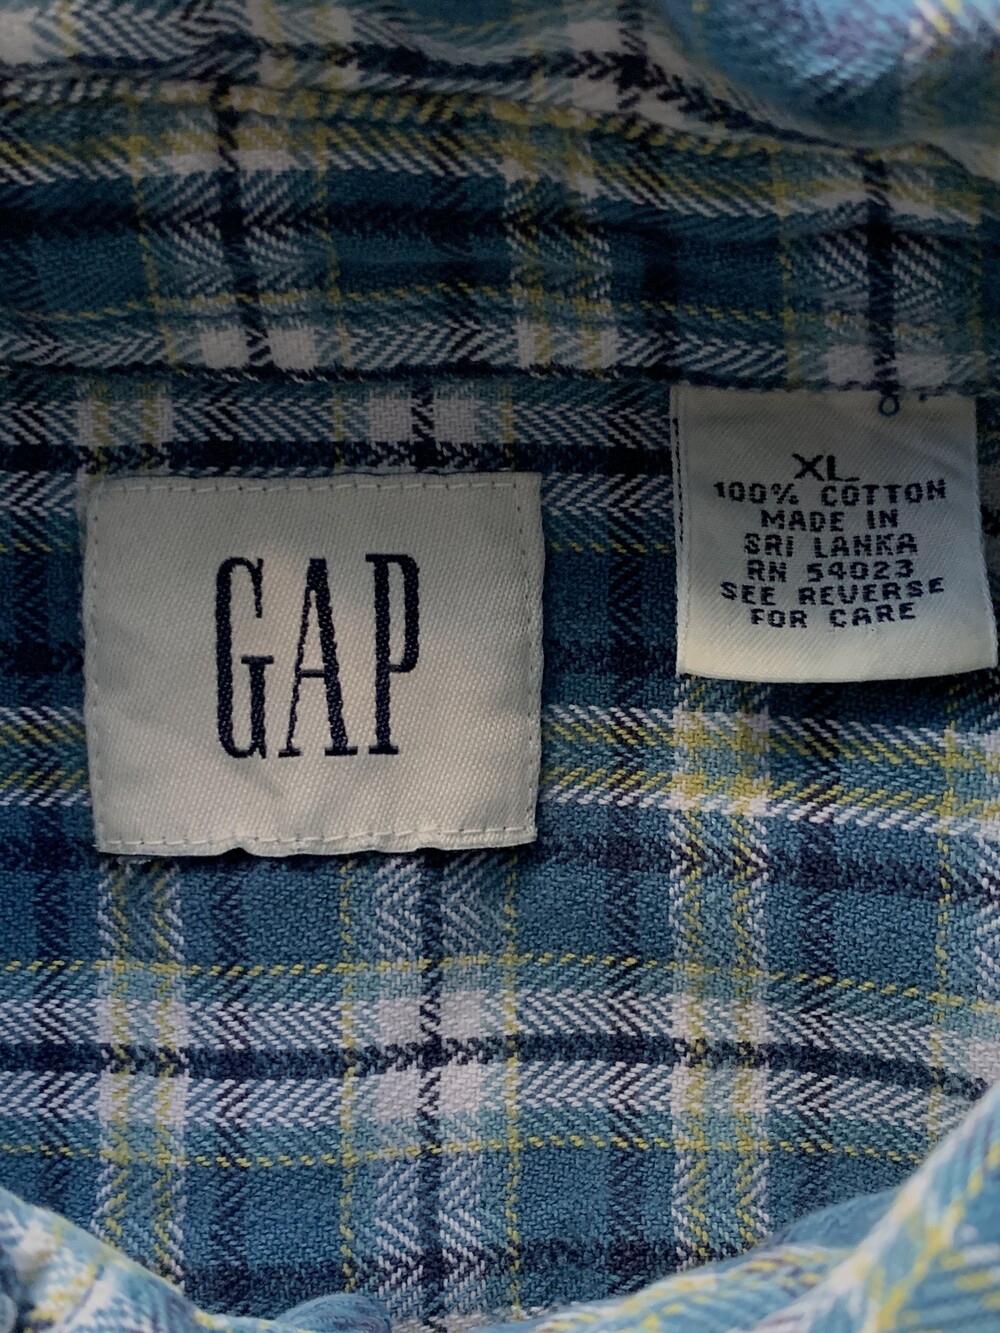 GAP
XL
100% COTTON
MADE IN
SRI LANKA
RN 54023
SEE REVERSE
FOR CARE